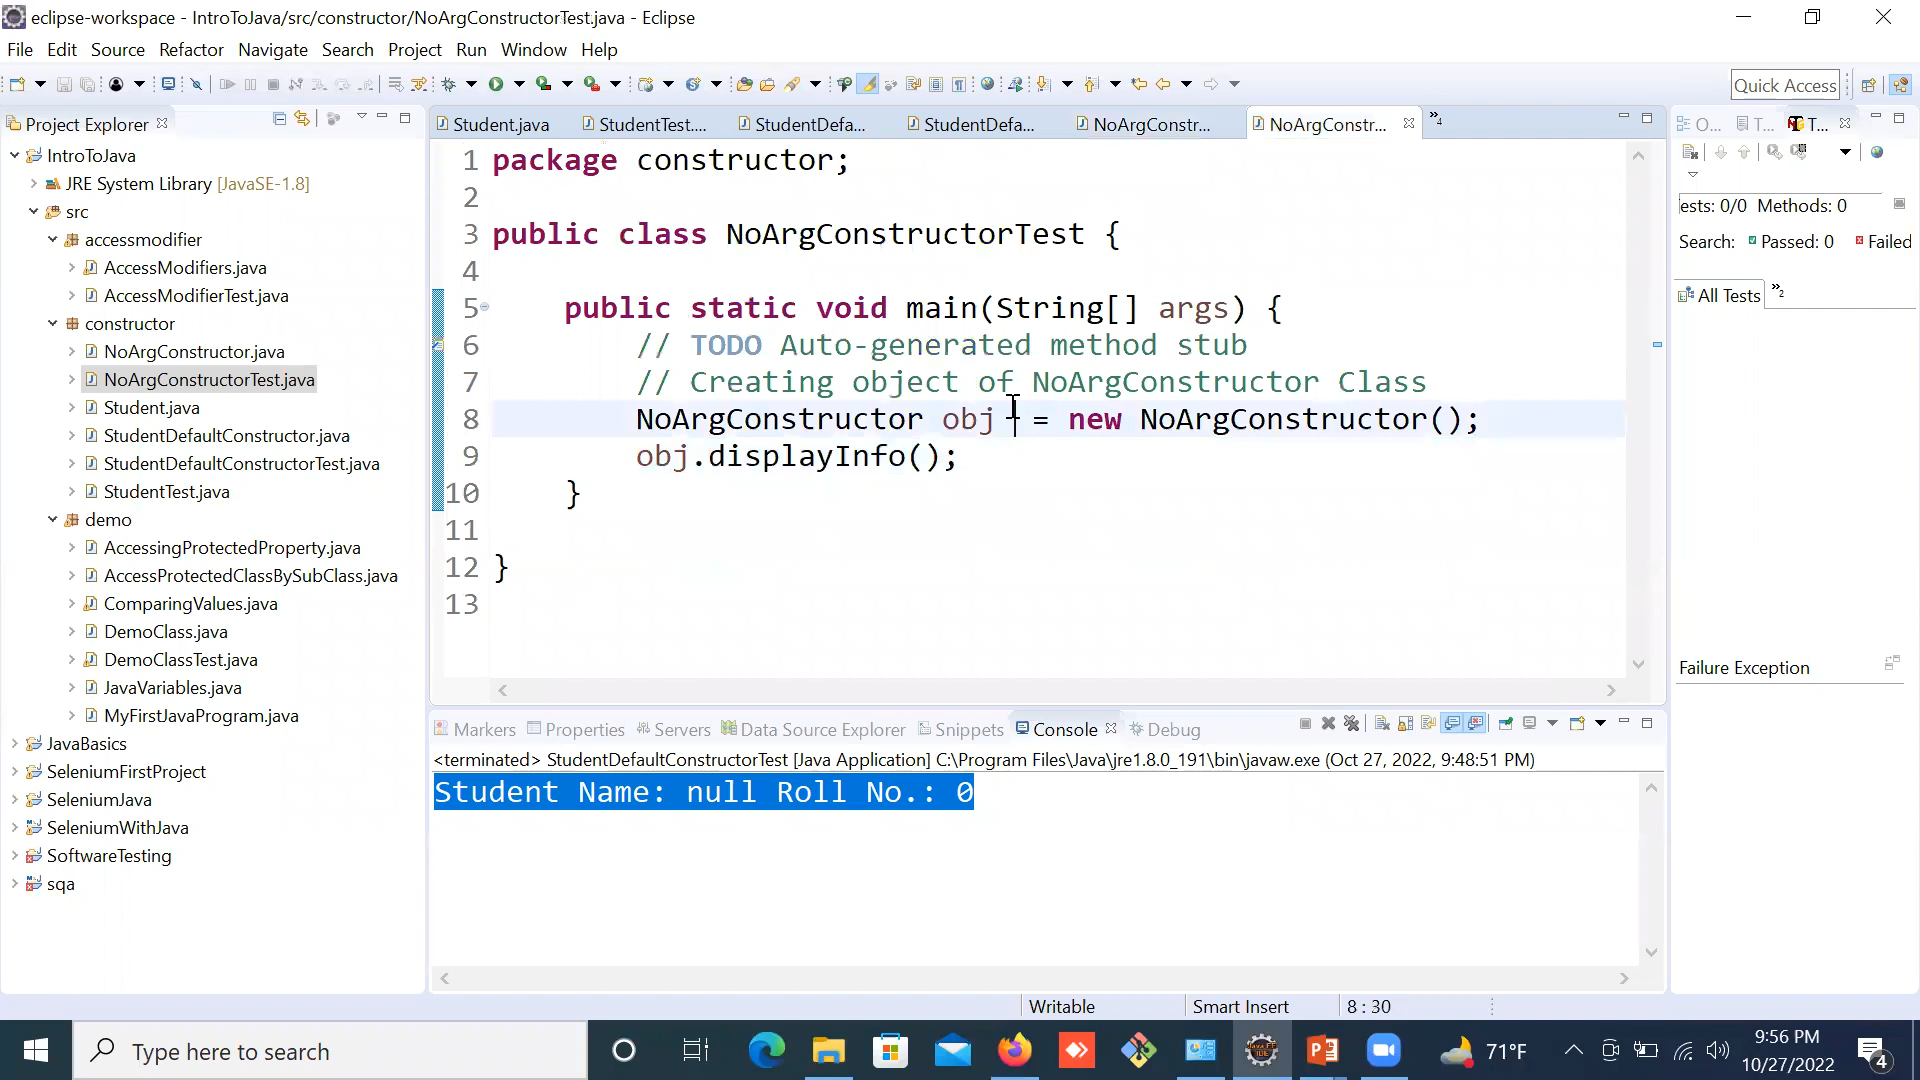 eclipse-workspace - IntroToJava/src/constructor/NoArgConstructorTest.java - Eclipse
File Edit Source Refactor Navigate Search Project Run Window Help
Quick Access
Project Explorer
IntroToJava
JRE System Library [JavaSE-1.8]
src
accessmodifier
AccessModifiers.java
AccessModifierTest.java
constructor
NoArgConstructor.java
NoArgConstructorTest.java
Student.java
StudentDefaultConstructor.java
StudentDefaultConstructorTest.java
StudentTest.java
demo
AccessingProtectedProperty.java
AccessProtectedClassBySubClass.java
ComparingValues.java
DemoClass.java
DemoClassTest.java
JavaVariables.java
MyFirstJavaProgram.java
JavaBasics
SeleniumFirstProject
SeleniumJava
SeleniumWithJava
SoftwareTesting
sqa
Student.java StudentTest.... StudentDefa... StudentDefa... NoArgConstr... NoArgConstr... »2 4
1 package constructor;
2
3 public class NoArgConstructorTest {
4
5 public static void main(String[] args) {
6 // TODO Auto-generated method stub
7 // Creating object of NoArgConstructor Class
8 NoArgConstructor obj = new NoArgConstructor();
9 obj.displayInfo();
10 }
11
12 }
13
Markers Properties Servers Data Source Explorer Snippets Console Debug
<terminated> StudentDefaultConstructorTest [Java Application] C:\Program Files\Java\jre1.8.0_191\bin\javaw.exe (Oct 27, 2022, 9:48:51 PM)
Student Name: null Roll No.: 0
O... T... T...
ests: 0/0 Methods: 0
Search: Passed: 0 Failed
All Tests »2
Failure Exception
Writable Smart Insert 8 : 30
Type here to search
71°F
9:56 PM
10/27/2022
4